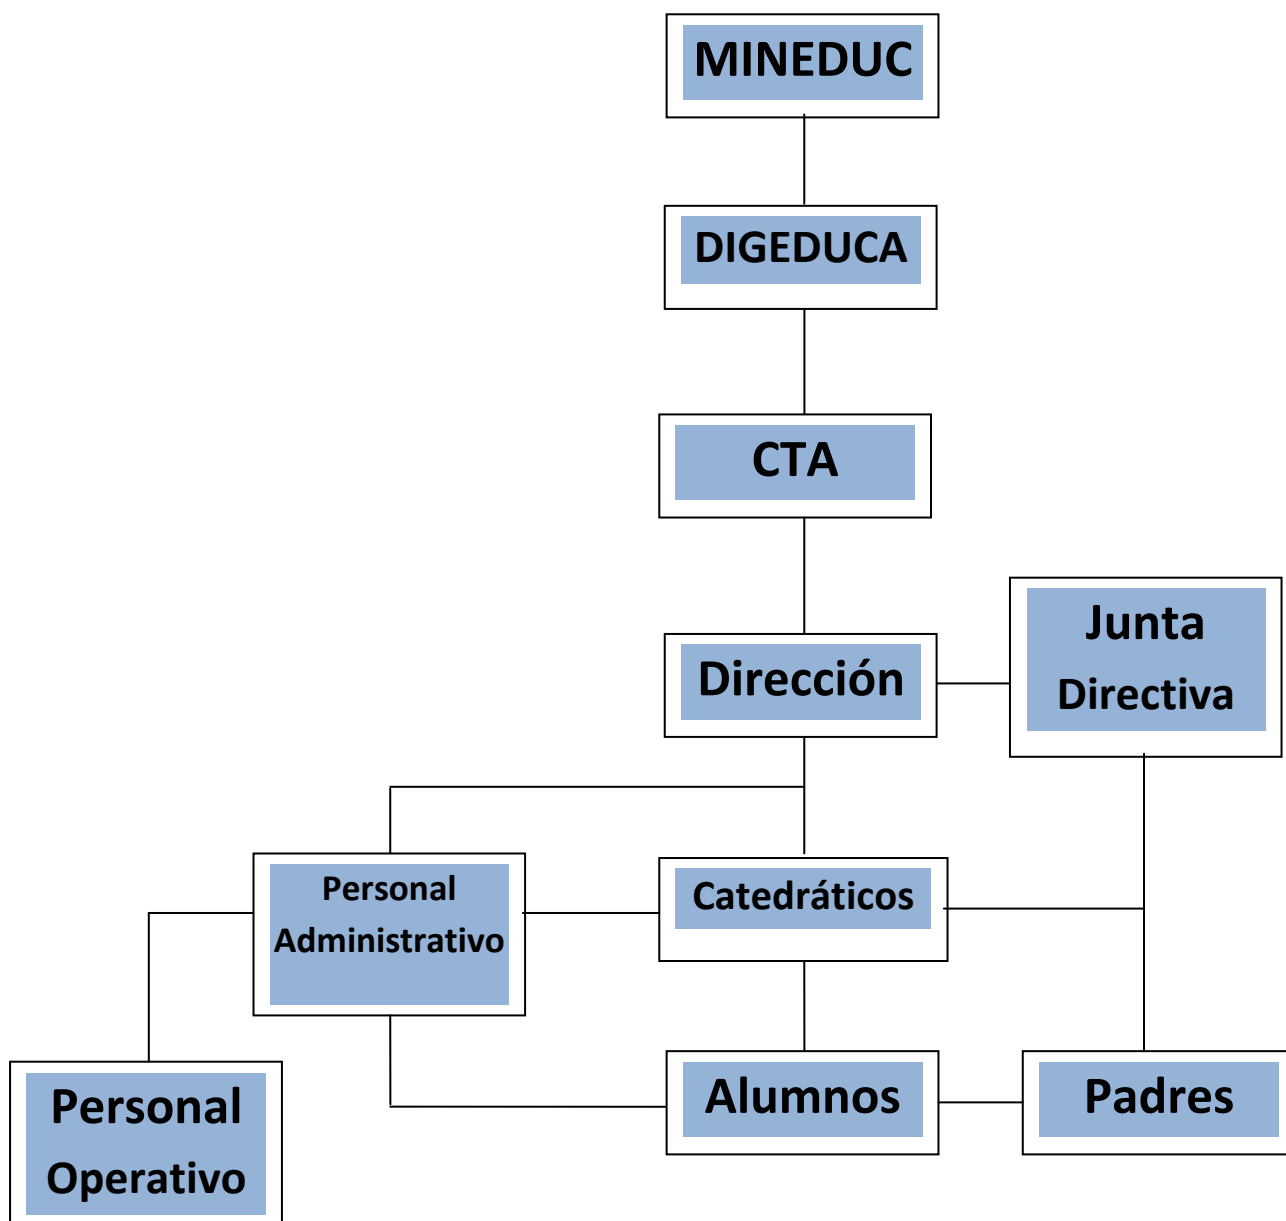 MINEDUC
DIGEDUCA
CTA
Dirección
Junta
Directiva
Personal
Administrativo
Catedráticos
Personal
Operativo
Alumnos
Padres